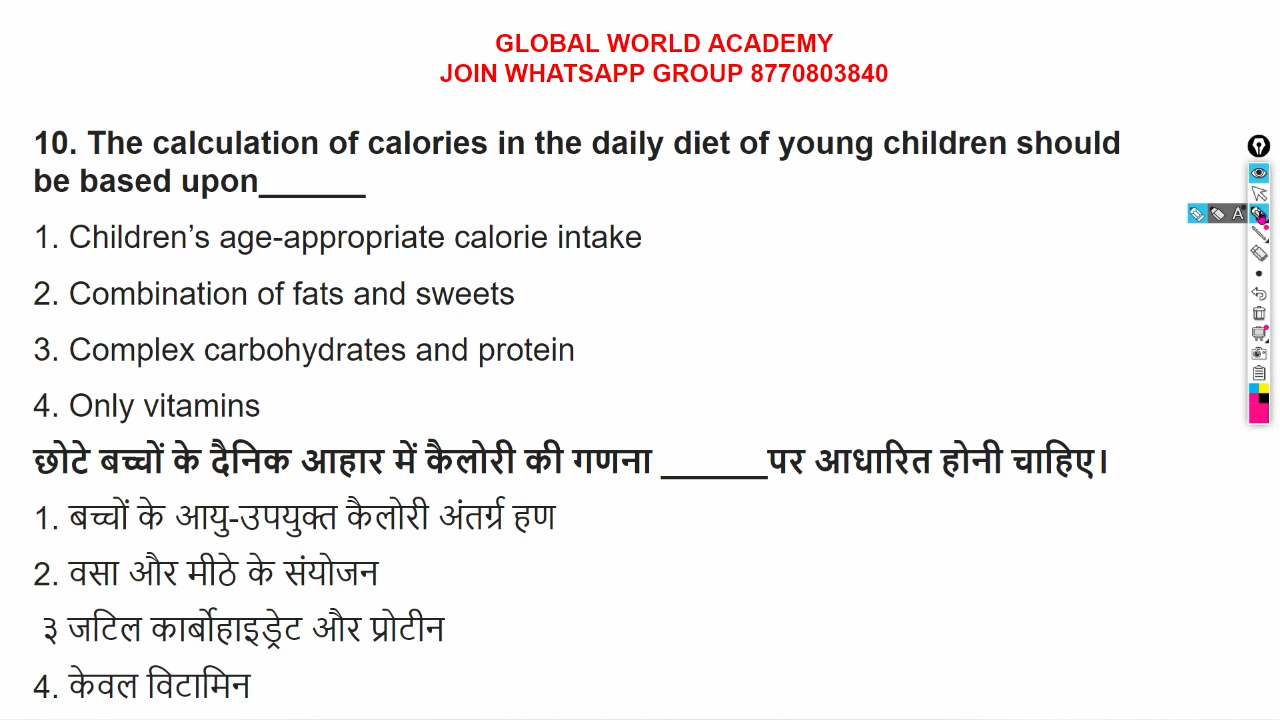 GLOBAL WORLD ACADEMY
JOIN WHATSAPP GROUP 8770803840
10. The calculation of calories in the daily diet of young children should
be based upon______
1. Children’s age-appropriate calorie intake
2. Combination of fats and sweets
3. Complex carbohydrates and protein
4. Only vitamins
छोटे बच्चों के दैनिक आहार में कैलोरी की गणना ______पर आधारित होनी चाहिए।
1. बच्चों के आयु-उपयुक्त कैलोरी अंतर्ग्र हण
2. वसा और मीठे के संयोजन
३ जटिल कार्बोहाइड्रेट और प्रोटीन
4. केवल विटामिन
A